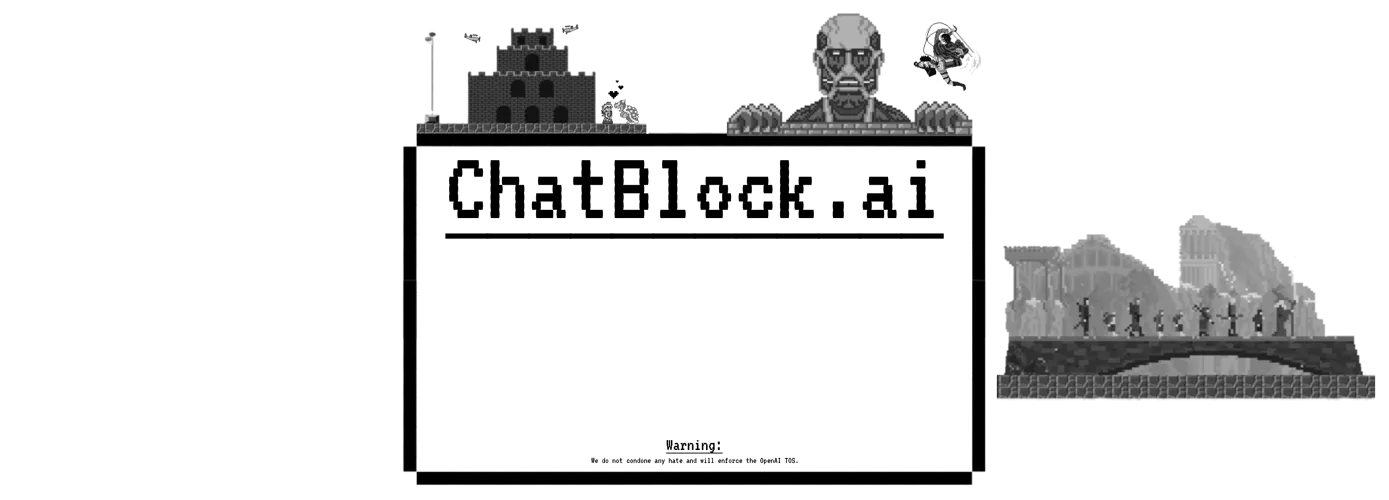 ChatBlock.ai
Warning:
We do not condone any hate and will enforce the OpenAI TOS.